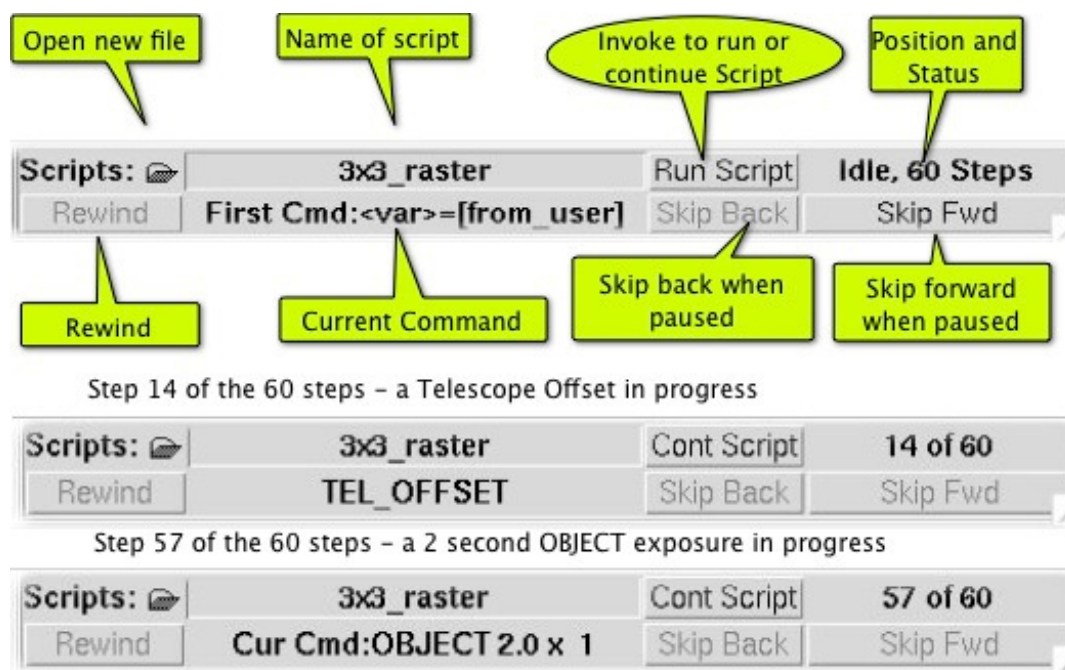 Open new file
Name of script
Invoke to run or
continue Script
Position and
Status
Scripts: 3x3_raster Run Script Idle, 60 Steps
Rewind First Cmd:<var>=[from_user] Skip Back Skip Fwd
Rewind
Current Command
Skip back when
paused
Skip forward
when paused
Step 14 of the 60 steps – a Telescope Offset in progress
Scripts: 3x3_raster Cont Script 14 of 60
Rewind TEL_OFFSET Skip Back Skip Fwd
Step 57 of the 60 steps – a 2 second OBJECT exposure in progress
Scripts: 3x3_raster Cont Script 57 of 60
Rewind Cur Cmd:OBJECT 2.0 x 1 Skip Back Skip Fwd